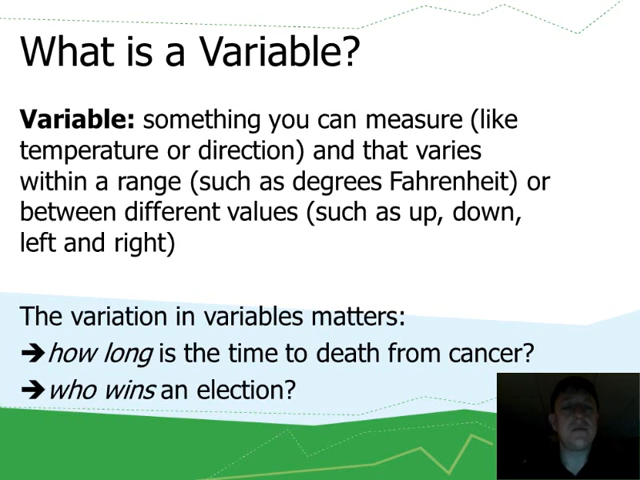 What is a Variable?
Variable: something you can measure (like
temperature or direction) and that varies
within a range (such as degrees Fahrenheit) or
between different values (such as up, down,
left and right)
The variation in variables matters:
➔how long is the time to death from cancer?
➔who wins an election?